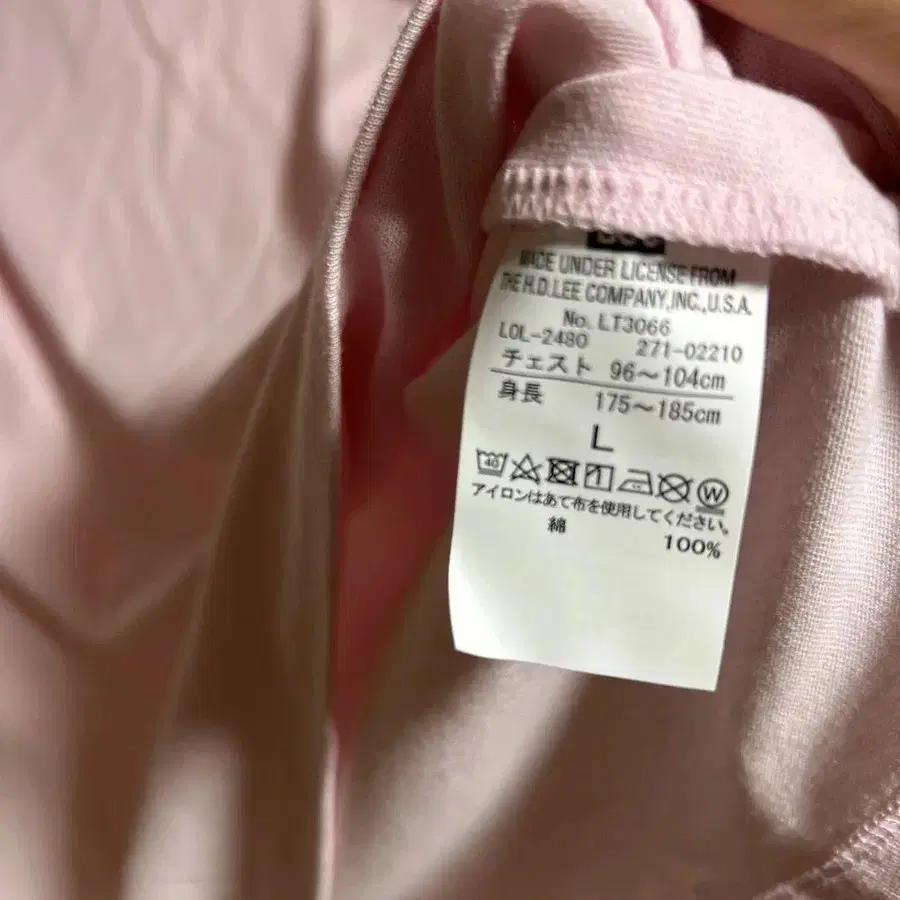 MADE UNDER LICENSE FROM
THE H.D.LEE COMPANY,INC.,U.S.A.
No. LT3066
LOL-2480 271-02210
チェスト 96～104cm
身長 175～185cm
L
40 W
アイロンはあて布を使用してください。
綿 100%